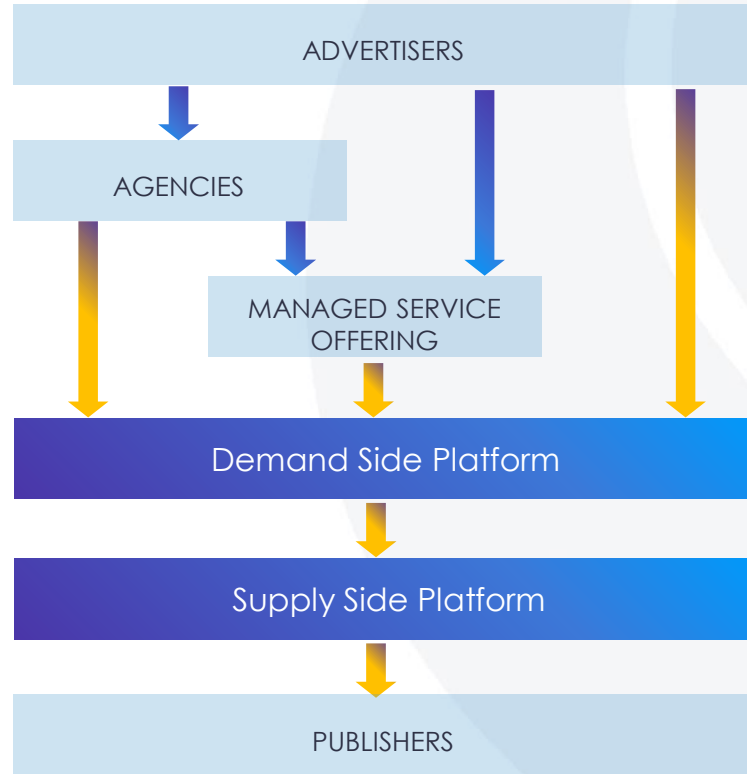 ADVERTISERS
AGENCIES
MANAGED SERVICE
OFFERING
Demand Side Platform
Supply Side Platform
PUBLISHERS